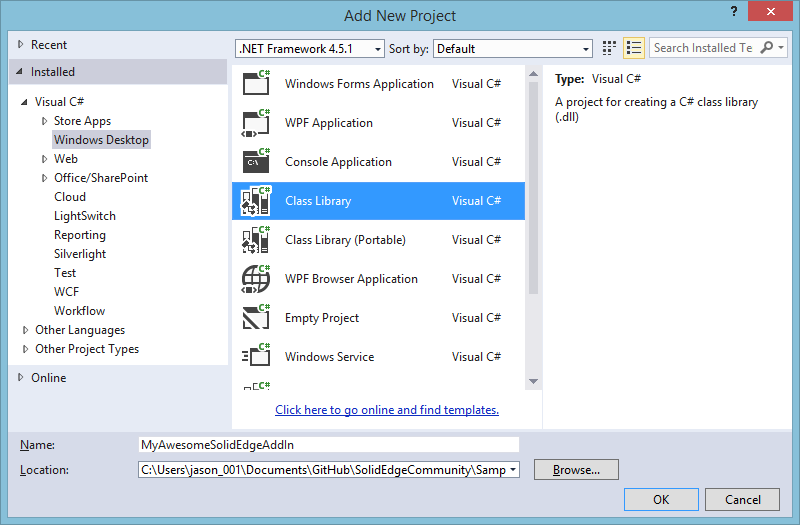 Add New Project
?
Recent
.NET Framework 4.5.1
Sort by:
Default
Search Installed Te
Installed
Visual C#
Store Apps
Windows Desktop
Web
Office/SharePoint
Cloud
LightSwitch
Reporting
Silverlight
Test
WCF
Workflow
Other Languages
Other Project Types
Online
C# Windows Forms Application Visual C#
C# WPF Application Visual C#
C# C:\ Console Application Visual C#
C# Class Library Visual C#
C# Class Library (Portable) Visual C#
C# WPF Browser Application Visual C#
C# Empty Project Visual C#
C# Windows Service Visual C#
C#
Click here to go online and find templates.
Type: Visual C#
A project for creating a C# class library
(.dll)
Name: MyAwesomeSolidEdgeAddIn
Location: C:\Users\jason_001\Documents\GitHub\SolidEdgeCommunity\Samp
Browse...
OK
Cancel